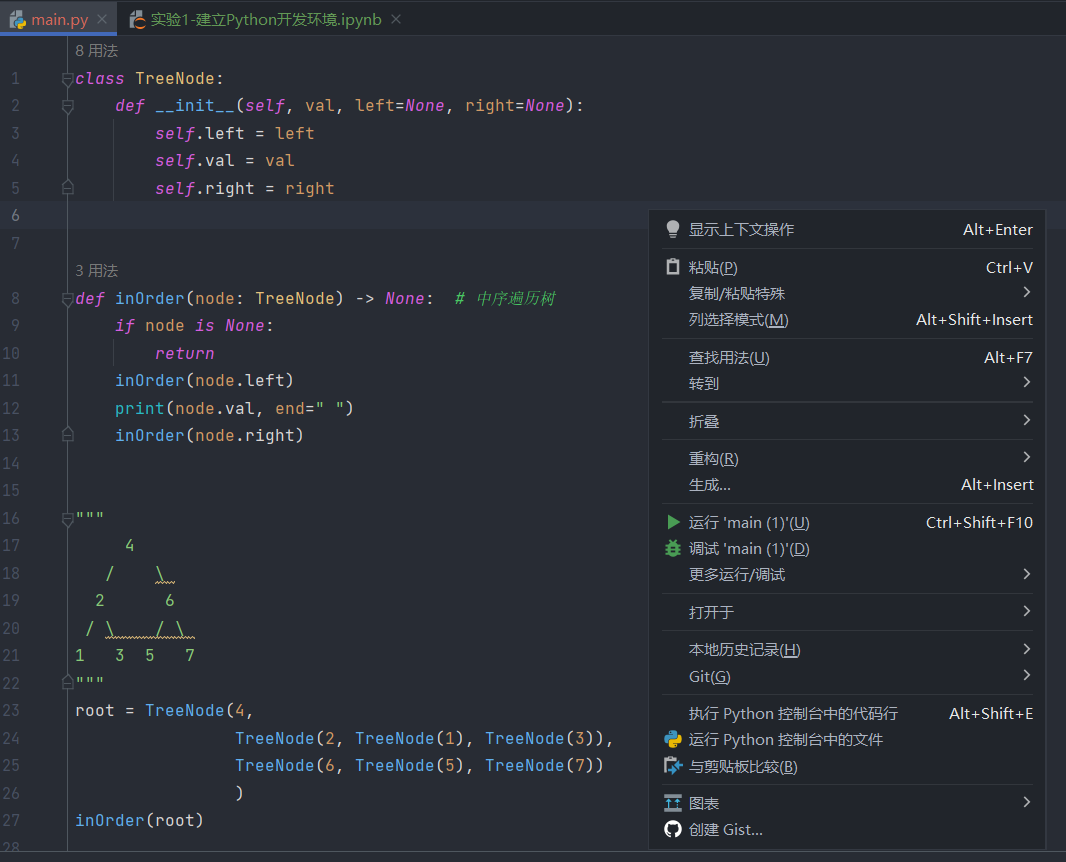 main.py
实验1-建立Python开发环境.ipynb
8 用法
1 class TreeNode:
2     def __init__(self, val, left=None, right=None):
3         self.left = left
4         self.val = val
5         self.right = right
6
7
3 用法
8 def inOrder(node: TreeNode) -> None:  # 中序遍历树
9     if node is None:
10         return
11     inOrder(node.left)
12     print(node.val, end=" ")
13     inOrder(node.right)
14
15
16 """
17      4
18    /    \
19   2      6
20  / \    / \
21 1   3  5   7
22 """
23 root = TreeNode(4,
24                 TreeNode(2, TreeNode(1), TreeNode(3)),
25                 TreeNode(6, TreeNode(5), TreeNode(7))
26                 )
27 inOrder(root)
28
显示上下文操作 Alt+Enter
粘贴(P) Ctrl+V
复制/粘贴特殊
列选择模式(M) Alt+Shift+Insert
查找用法(U) Alt+F7
转到
折叠
重构(R)
生成... Alt+Insert
运行 'main (1)'(U) Ctrl+Shift+F10
调试 'main (1)'(D)
更多运行/调试
打开于
本地历史记录(H)
Git(G)
执行 Python 控制台中的代码行 Alt+Shift+E
运行 Python 控制台中的文件
与剪贴板比较(B)
图表
创建 Gist...